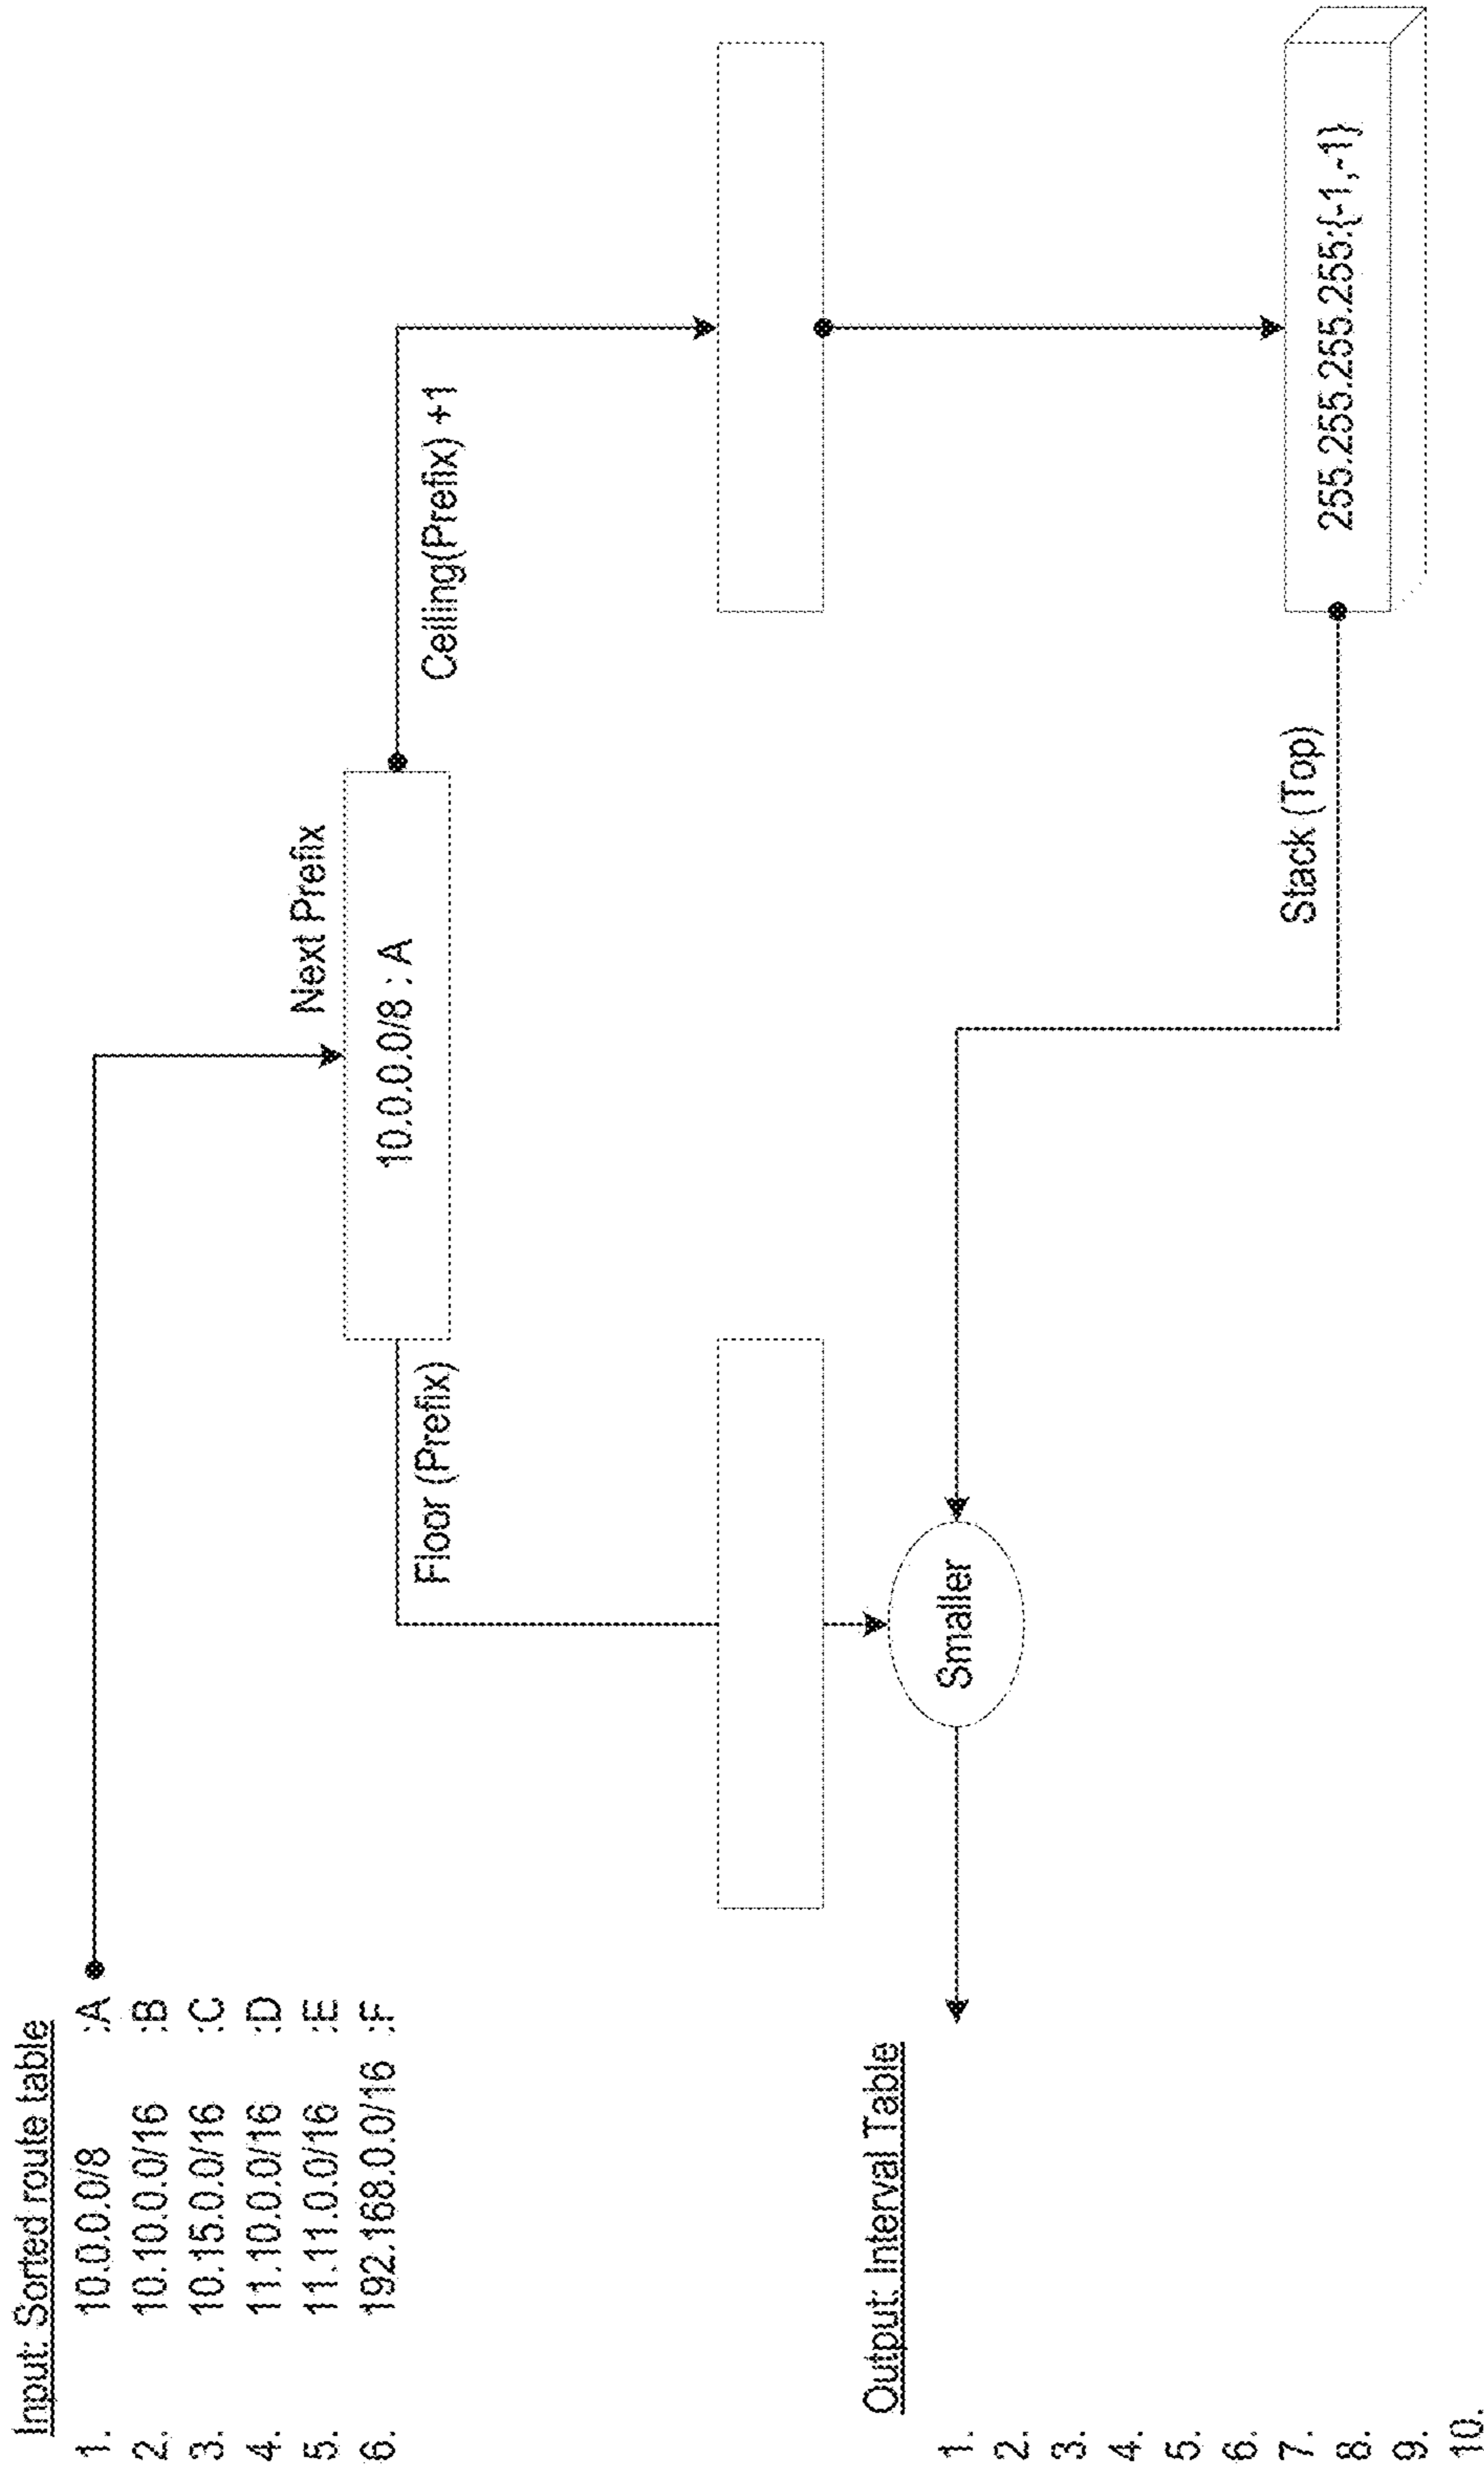 Input: Sorted route table
1. 10.0.0.0/8 :A
2. 10.10.0.0/16 :B
3. 10.15.0.0/16 :C
4. 11.10.0.0/16 :D
5. 11.11.0.0/16 :E
6. 192.168.0.0/16 :F
Next Prefix
10.0.0.0/8 : A
Floor (Prefix)
Ceiling(Prefix) +1
Smaller
Stack (Top)
255.255.255.255:{-1,-1}
Output: Interval Table
1.
2.
3.
4.
5.
6.
7.
8.
9.
10.